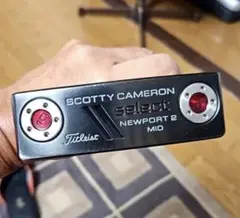 SCOTTY CAMERON
select
NEWPORT 2
MID
Titleist